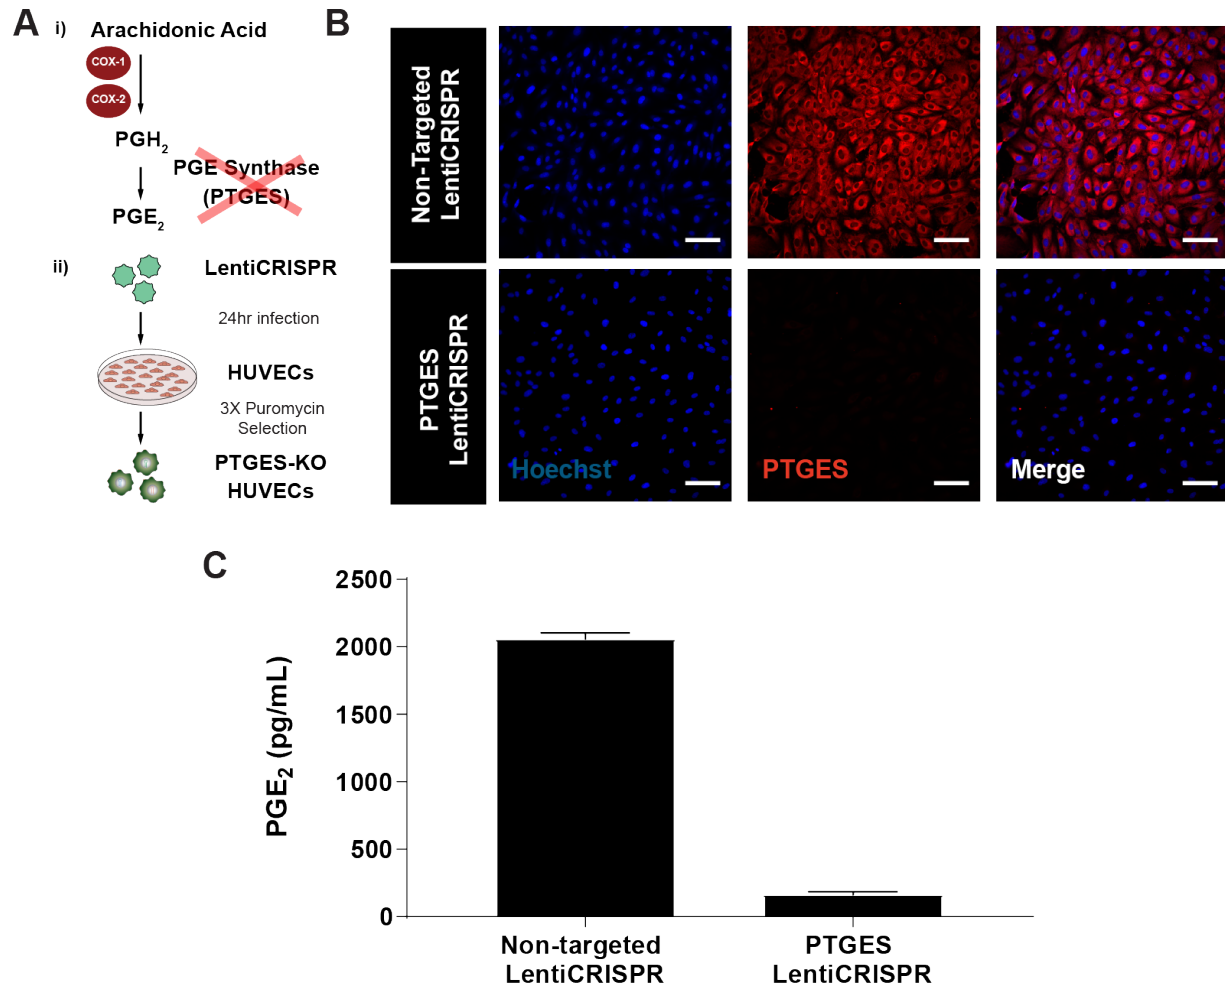 A
i)
Arachidonic Acid
COX-1
COX-2
PGH2
PGE Synthase
(PTGES)
PGE2
ii)
LentiCRISPR
24hr infection
HUVECs
3X Puromycin
Selection
PTGES-KO
HUVECs
B
Non-Targeted
LentiCRISPR
PTGES
LentiCRISPR
Hoechst
PTGES
Merge
C
PGE2 (pg/mL)
2500
2000
1500
1000
500
0
Non-targeted
LentiCRISPR
PTGES
LentiCRISPR